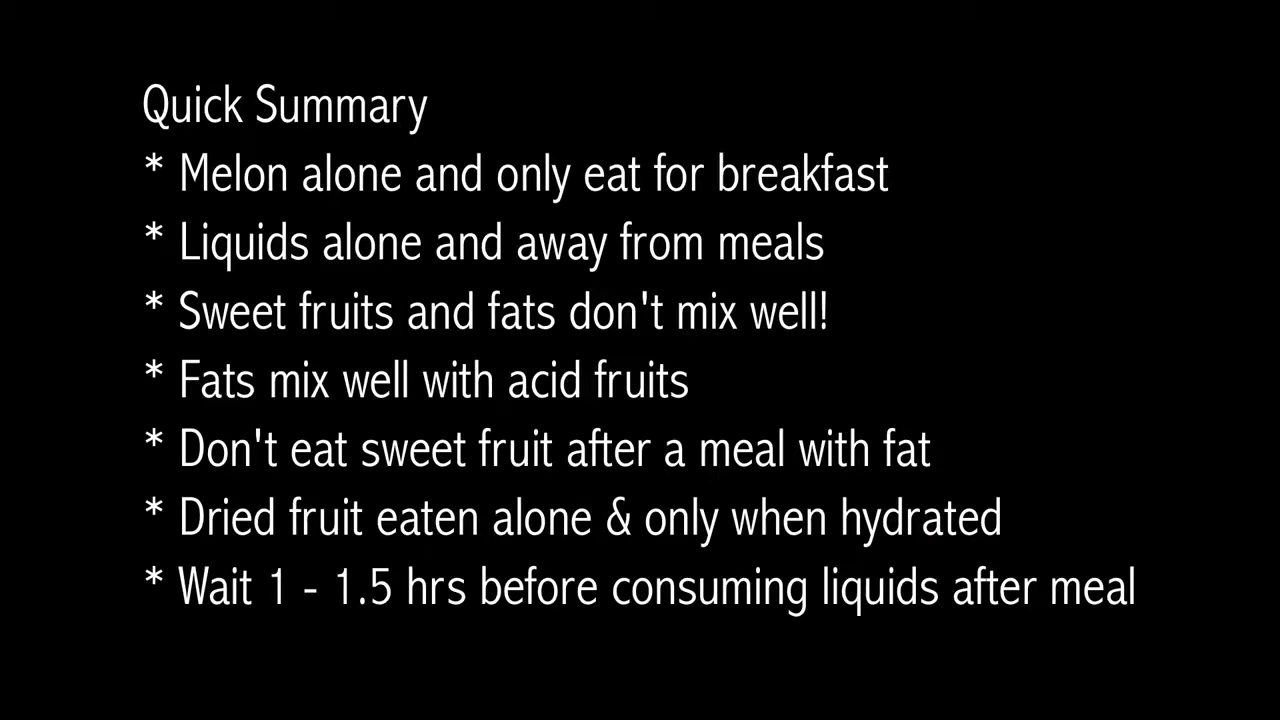 Quick Summary
* Melon alone and only eat for breakfast
* Liquids alone and away from meals
* Sweet fruits and fats don't mix well!
* Fats mix well with acid fruits
* Don't eat sweet fruit after a meal with fat
* Dried fruit eaten alone & only when hydrated
* Wait 1 - 1.5 hrs before consuming liquids after meal